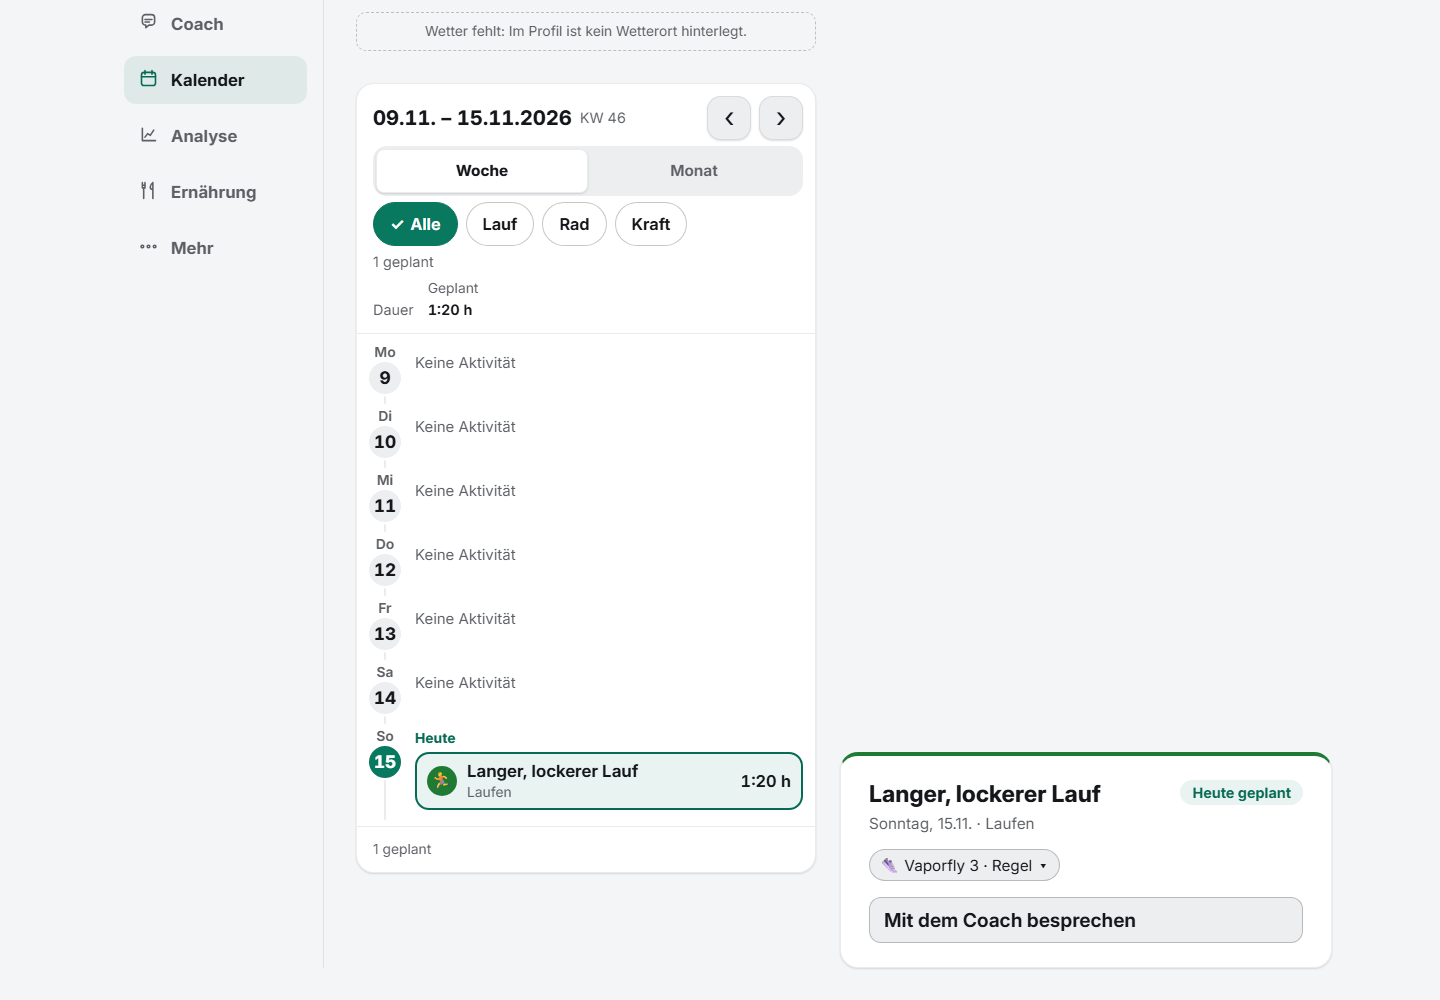 Coach
Kalender
Analyse
Ernährung
Mehr
Wetter fehlt: Im Profil ist kein Wetterort hinterlegt.
09.11. – 15.11.2026 KW 46
‹ ›
Woche Monat
✓ Alle Lauf Rad Kraft
1 geplant
Geplant
Dauer 1:20 h
Mo
9 Keine Aktivität
Di
10 Keine Aktivität
Mi
11 Keine Aktivität
Do
12 Keine Aktivität
Fr
13 Keine Aktivität
Sa
14 Keine Aktivität
So Heute
15 Langer, lockerer Lauf 1:20 h
Laufen
1 geplant
Langer, lockerer Lauf Heute geplant
Sonntag, 15.11. · Laufen
Vaporfly 3 · Regel ▾
Mit dem Coach besprechen